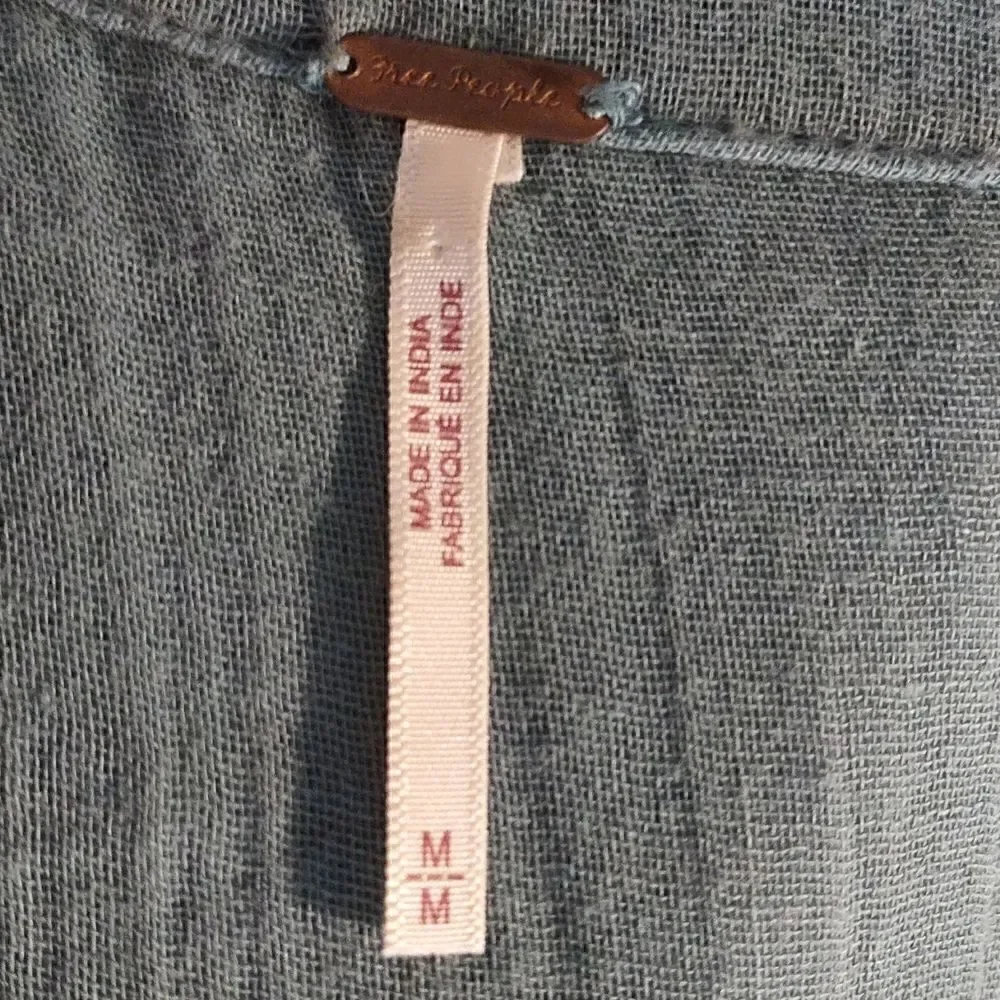 Free People
MADE IN INDIA
FABRIQUE EN INDE
M
M